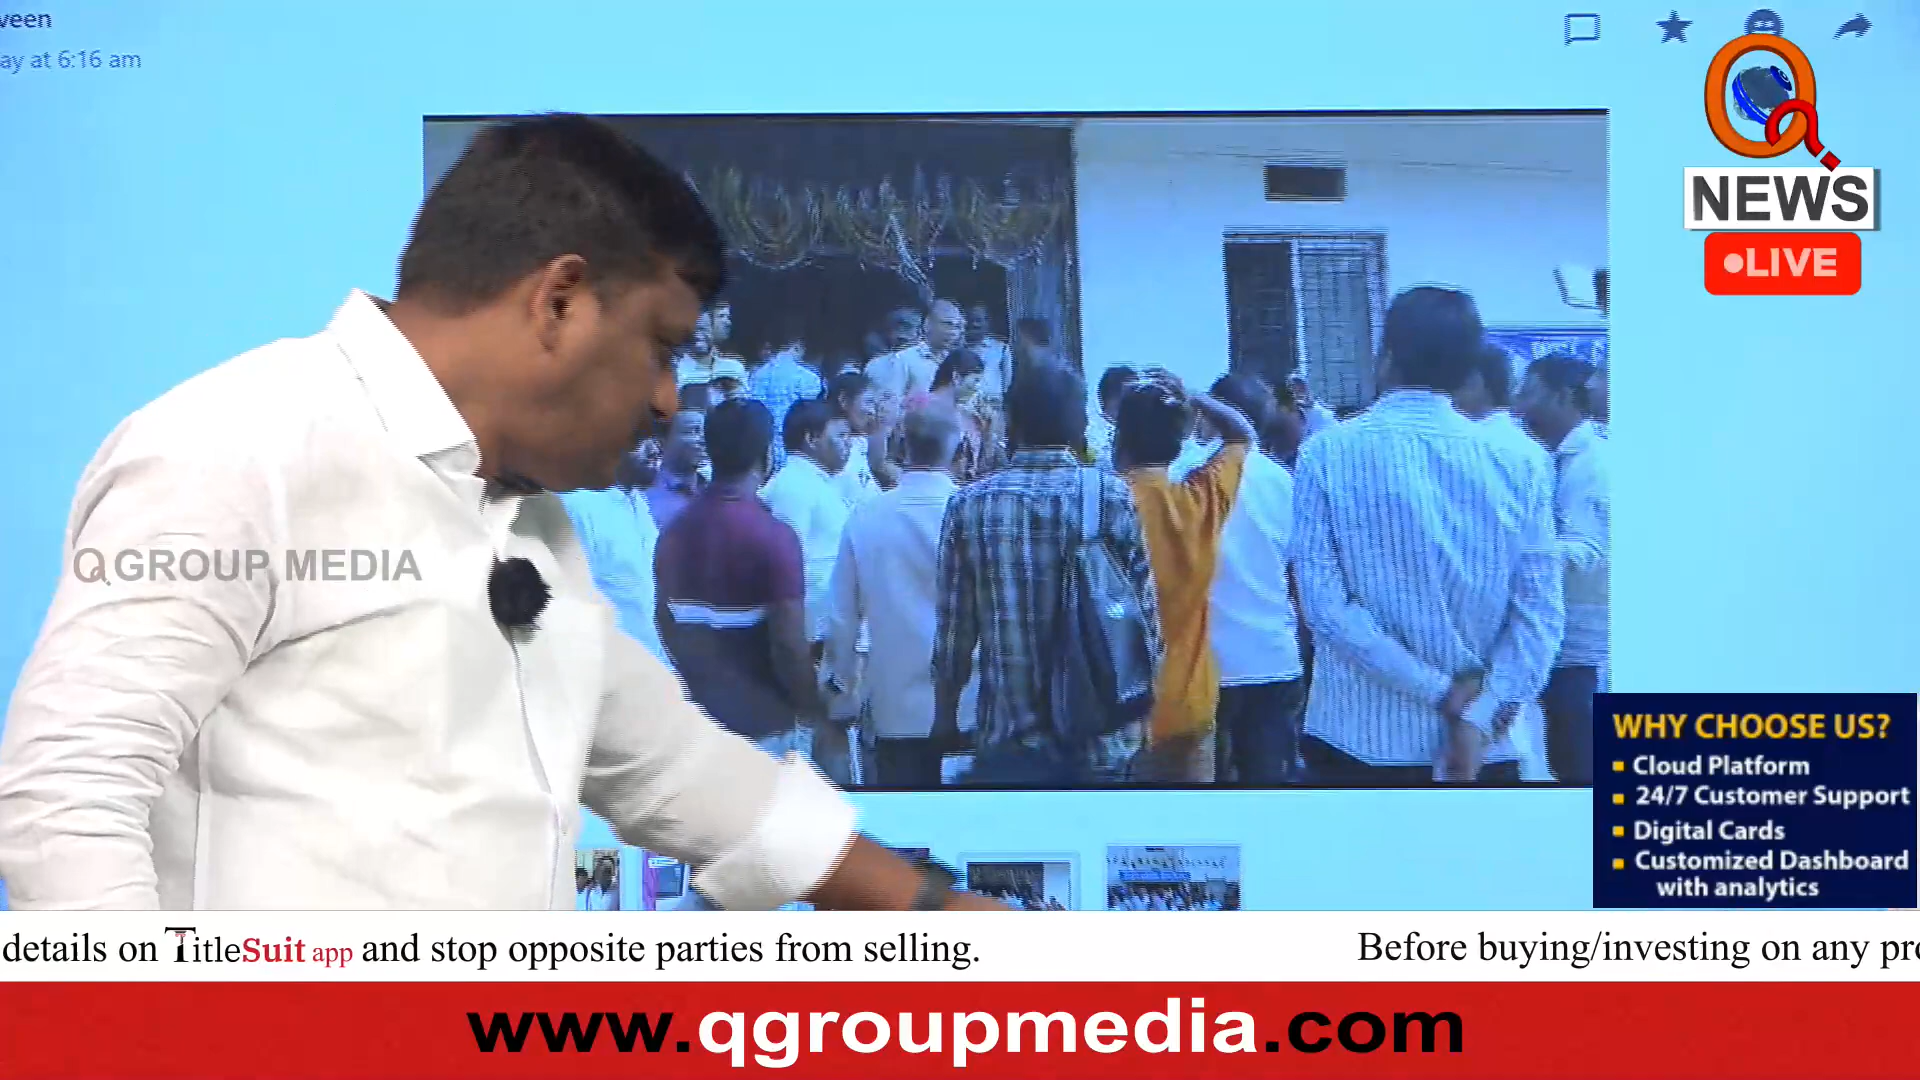 veen
ay at 6:16 am
Q
NEWS
LIVE
Q GROUP MEDIA
WHY CHOOSE US?
Cloud Platform
24/7 Customer Support
Digital Cards
Customized Dashboard
with analytics
details on TitleSuit app and stop opposite parties from selling.
Before buying/investing on any pro
www.qgroupmedia.com